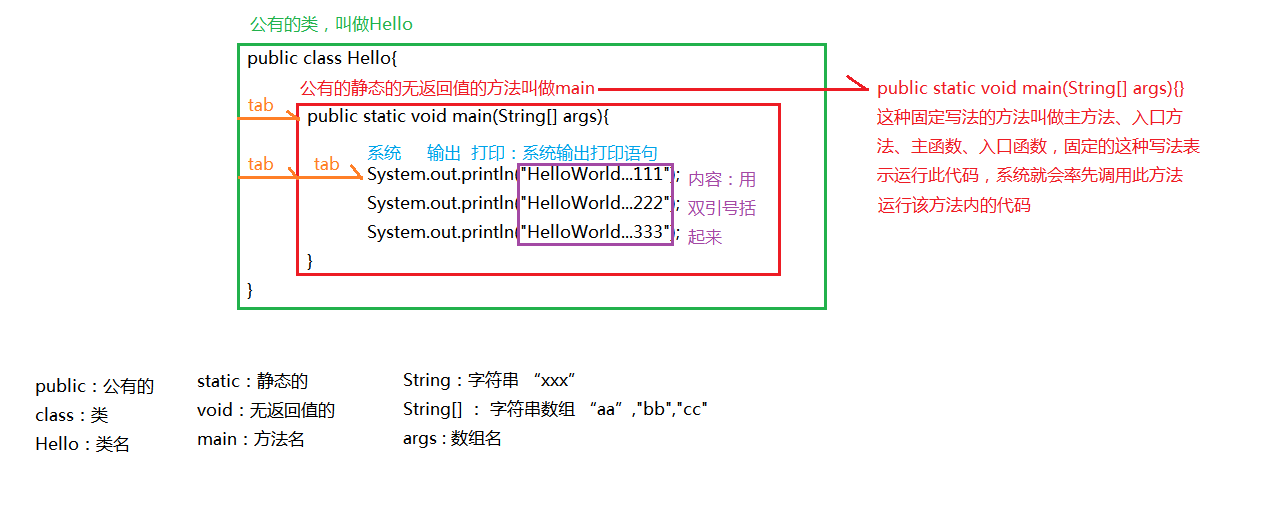 公有的类，叫做Hello
public class Hello{
公有的静态的无返回值的方法叫做main
tab
public static void main(String[] args){
系统 输出 打印：系统输出打印语句
tab tab
System.out.println("HelloWorld...111");
System.out.println("HelloWorld...222");
System.out.println("HelloWorld...333");
内容：用
双引号括
起来
}
}
public static void main(String[] args){}
这种固定写法的方法叫做主方法、入口方
法、主函数、入口函数，固定的这种写法表
示运行此代码，系统就会率先调用此方法
运行该方法内的代码
public：公有的
class：类
Hello：类名
static：静态的
void：无返回值的
main：方法名
String：字符串 “xxx”
String[] ： 字符串数组 “aa”,"bb","cc"
args : 数组名